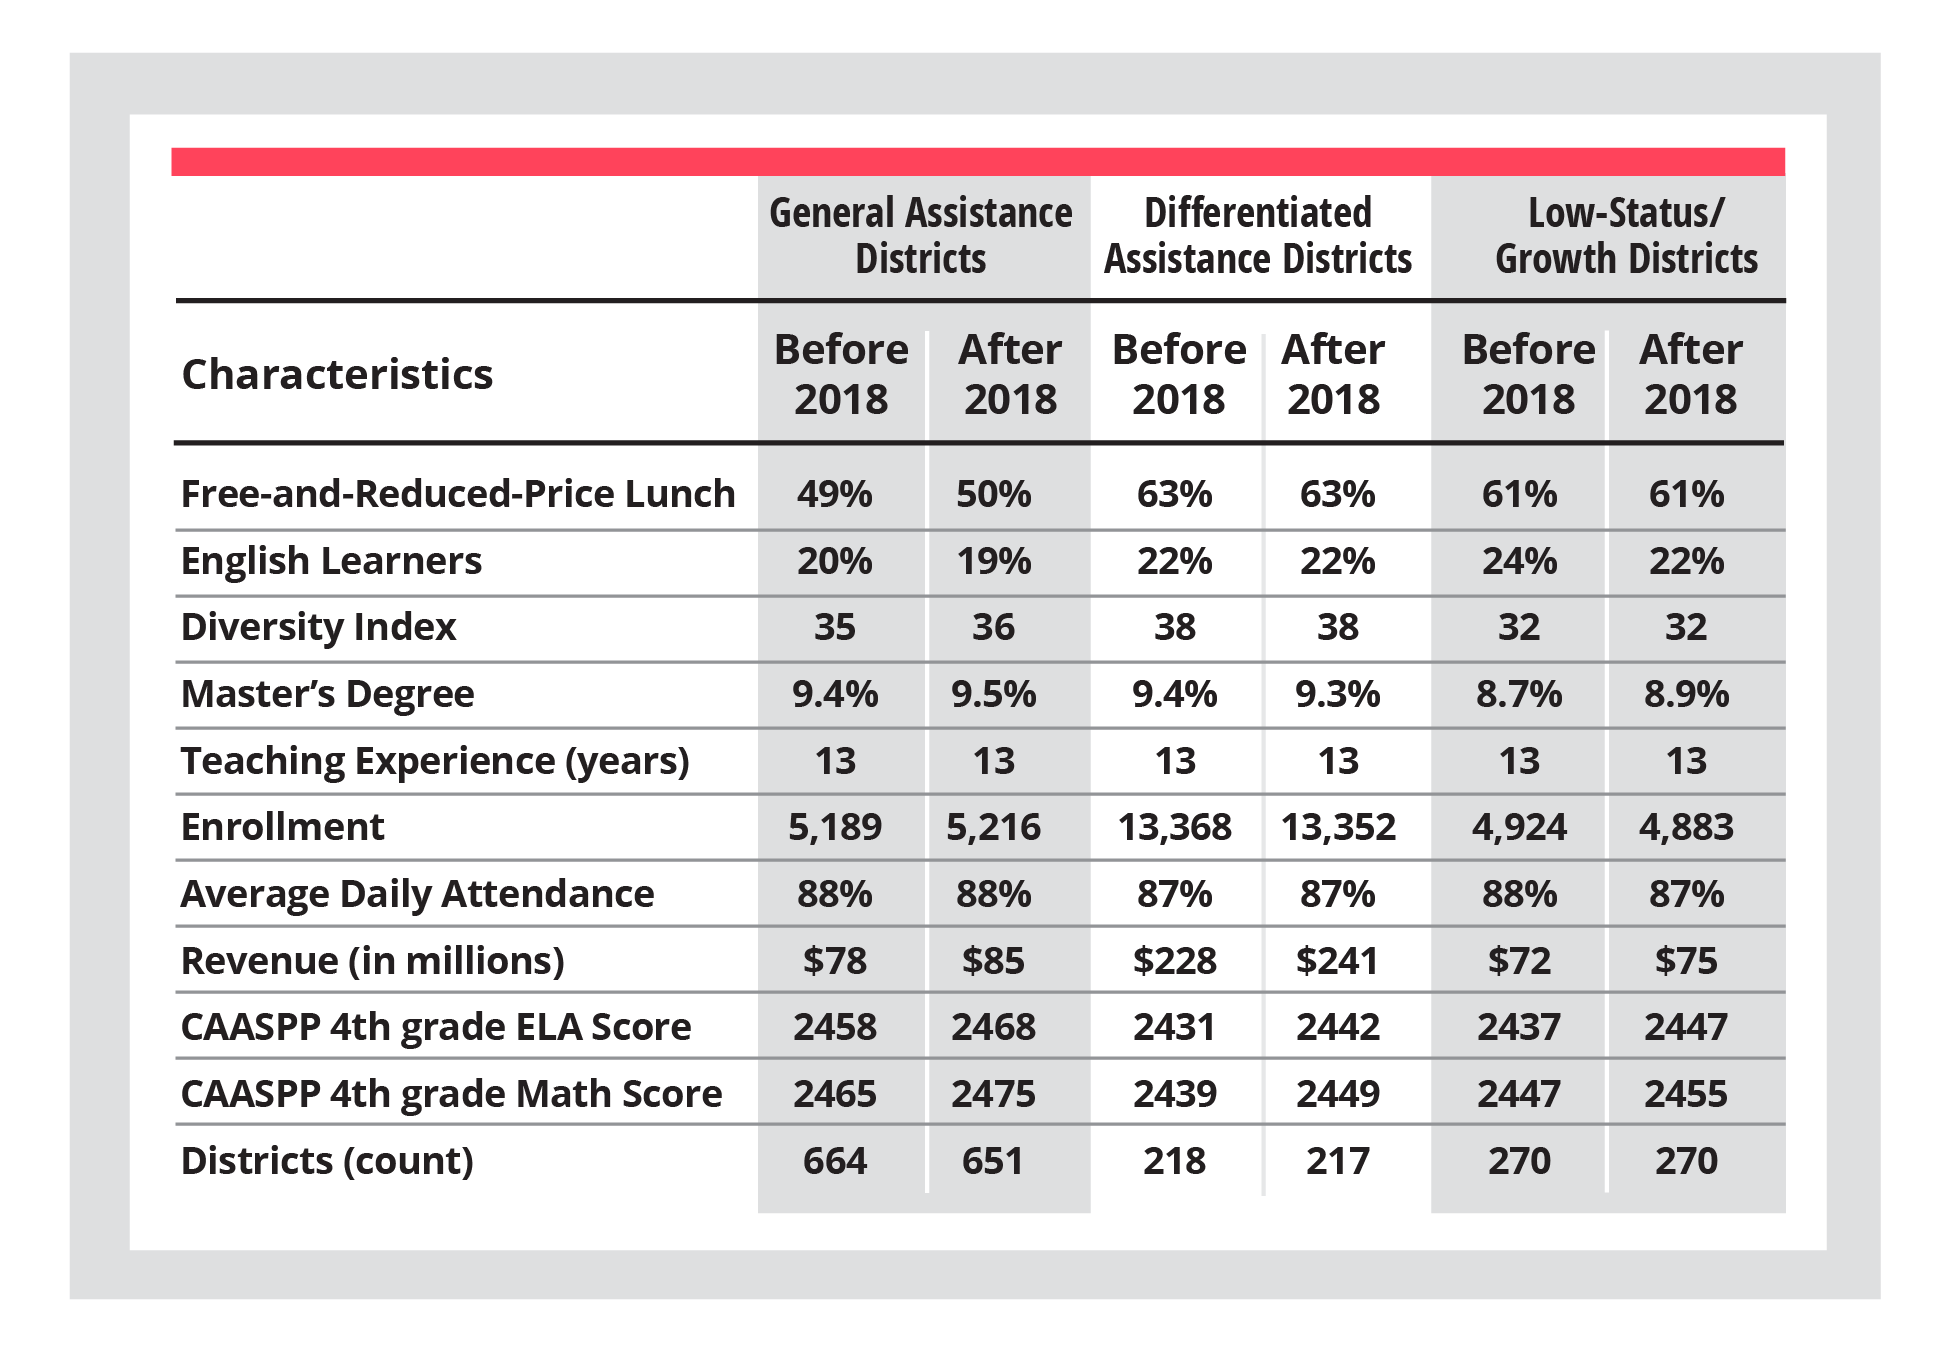 General Assistance Districts Differentiated Assistance Districts Low-Status/ Growth Districts
Characteristics Before 2018 After 2018 Before 2018 After 2018 Before 2018 After 2018
Free-and-Reduced-Price Lunch 49% 50% 63% 63% 61% 61%
English Learners 20% 19% 22% 22% 24% 22%
Diversity Index 35 36 38 38 32 32
Master’s Degree 9.4% 9.5% 9.4% 9.3% 8.7% 8.9%
Teaching Experience (years) 13 13 13 13 13 13
Enrollment 5,189 5,216 13,368 13,352 4,924 4,883
Average Daily Attendance 88% 88% 87% 87% 88% 87%
Revenue (in millions) $78 $85 $228 $241 $72 $75
CAASPP 4th grade ELA Score 2458 2468 2431 2442 2437 2447
CAASPP 4th grade Math Score 2465 2475 2439 2449 2447 2455
Districts (count) 664 651 218 217 270 270